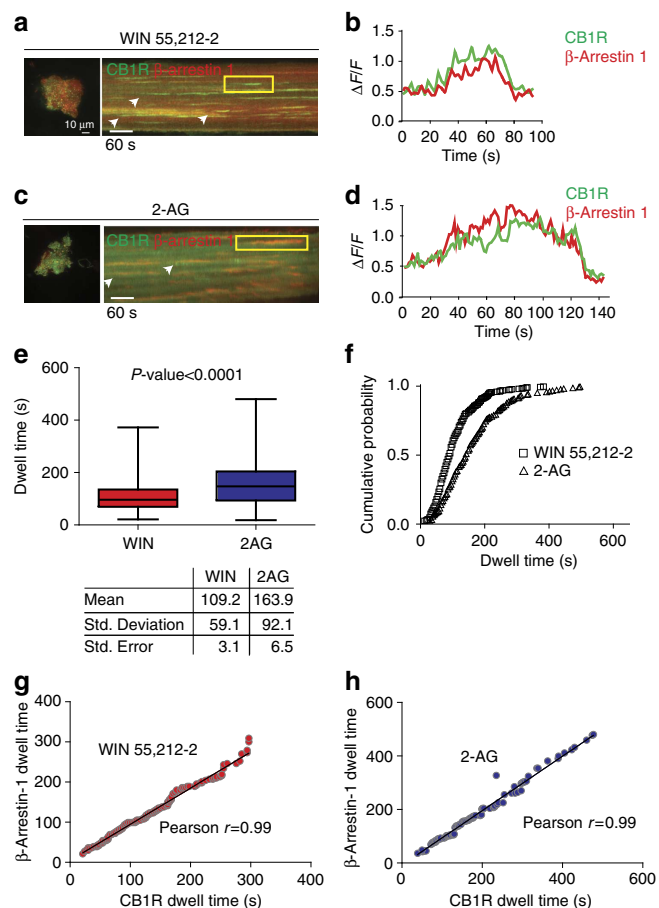 a
WIN 55,212-2
CB1R β-arrestin 1
10 μm
60 s
b
CB1R
β-Arrestin 1
ΔF/F
1.5
1.0
0.5
0.0
0 20 40 60 80 100
Time (s)
c
2-AG
CB1R β-arrestin 1
60 s
d
CB1R
β-Arrestin 1
ΔF/F
1.5
1.0
0.5
0.0
0 20 40 60 80 100 120 140
Time (s)
e
P-value<0.0001
Dwell time (s)
600
400
200
0
WIN 2AG
WIN 2AG
Mean 109.2 163.9
Std. Deviation 59.1 92.1
Std. Error 3.1 6.5
f
Cumulative probability
1.0
0.5
0.0
WIN 55,212-2
2-AG
0 200 400 600
Dwell time (s)
g
β-Arrestin-1 dwell time
400
300
200
100
0
WIN 55,212-2
Pearson r=0.99
0 100 200 300 400
CB1R dwell time (s)
h
β-Arrestin-1 dwell time
600
400
200
0
2-AG
Pearson r=0.99
0 200 400 600
CB1R dwell time (s)